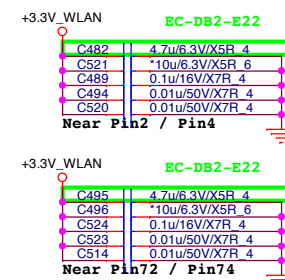 +3.3V_WLAN EC-DB2-E22
C482 4.7u/6.3V/X5R_4
C521 *10u/6.3V/X5R_6
C489 0.1u/16V/X7R_4
C494 0.01u/50V/X7R_4
C520 0.01u/50V/X7R_4
Near Pin2 / Pin4
+3.3V_WLAN EC-DB2-E22
C495 4.7u/6.3V/X5R_4
C496 *10u/6.3V/X5R_6
C524 0.1u/16V/X7R_4
C523 0.01u/50V/X7R_4
C514 0.01u/50V/X7R_4
Near Pin72 / Pin74